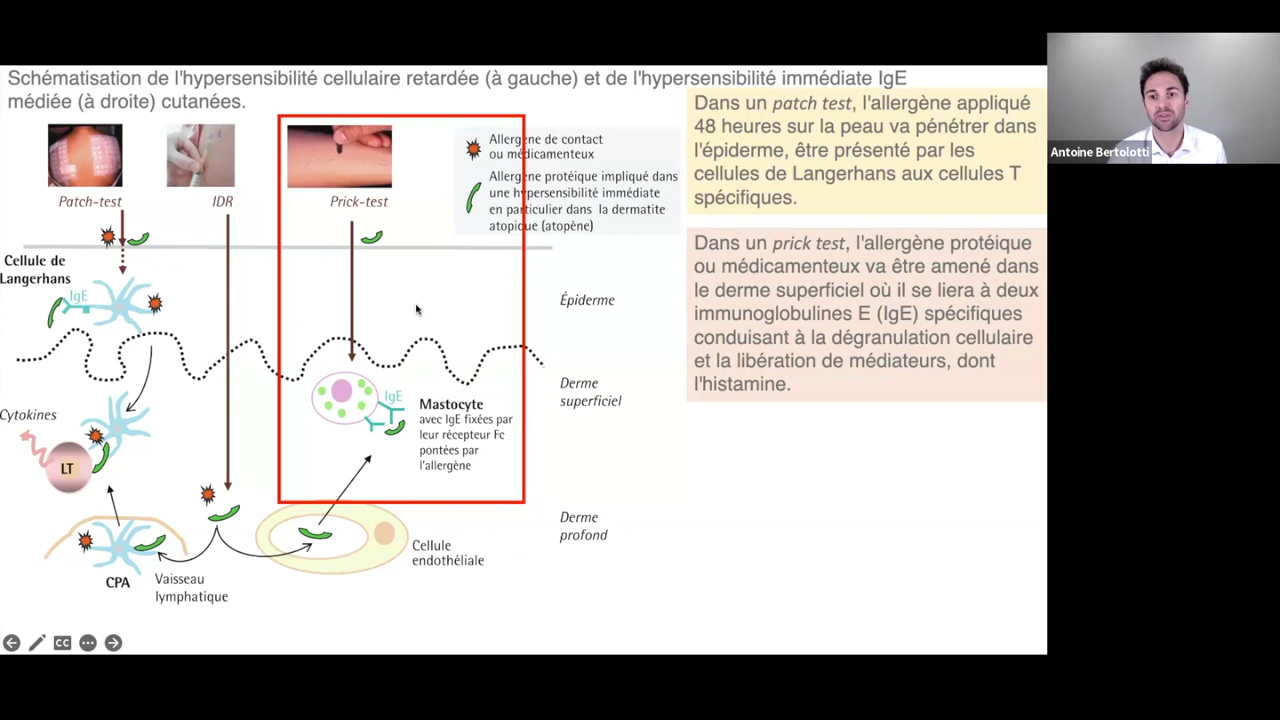 Schématisation de l'hypersensibilité cellulaire retardée (à gauche) et de l'hypersensibilité immédiate IgE
médiée (à droite) cutanées.
Patch-test
IDR
Prick-test
Allergène de contact
ou médicamenteux
Allergène protéique impliqué dans
une hypersensibilité immédiate
en particulier dans la dermatite
atopique (atopène)
Cellule de
Langerhans
IgE
Épiderme
Derme
superficiel
IgE
Mastocyte
avec IgE fixées par
leur récepteur Fc
pontées par
l'allergène
Cytokines
LT
Derme
profond
Cellule
endothéliale
CPA
Vaisseau
lymphatique
Dans un patch test, l'allergène appliqué
48 heures sur la peau va pénétrer dans
l'épiderme, être présenté par les
cellules de Langerhans aux cellules T
spécifiques.
Dans un prick test, l'allergène protéique
ou médicamenteux va être amené dans
le derme superficiel où il se liera à deux
immunoglobulines E (IgE) spécifiques
conduisant à la dégranulation cellulaire
et la libération de médiateurs, dont
l'histamine.
Antoine Bertolotti
CC